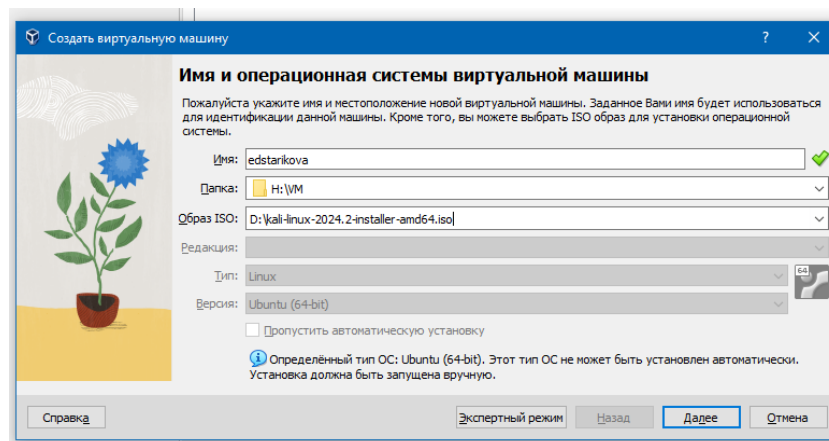 Создать виртуальную машину
?
Имя и операционная системы виртуальной машины
Пожалуйста укажите имя и местоположение новой виртуальной машины. Заданное Вами имя будет использоваться
для идентификации данной машины. Кроме того, вы можете выбрать ISO образ для установки операционной
системы.
Имя: edstarikova
Папка: H:\VM
Образ ISO: D:\kali-linux-2024.2-installer-amd64.iso
Редакция:
Тип: Linux
64
Версия: Ubuntu (64-bit)
Пропустить автоматическую установку
Определённый тип ОС: Ubuntu (64-bit). Этот тип ОС не может быть установлен автоматически.
Установка должна быть запущена вручную.
Справка Экспертный режим Назад Далее Отмена